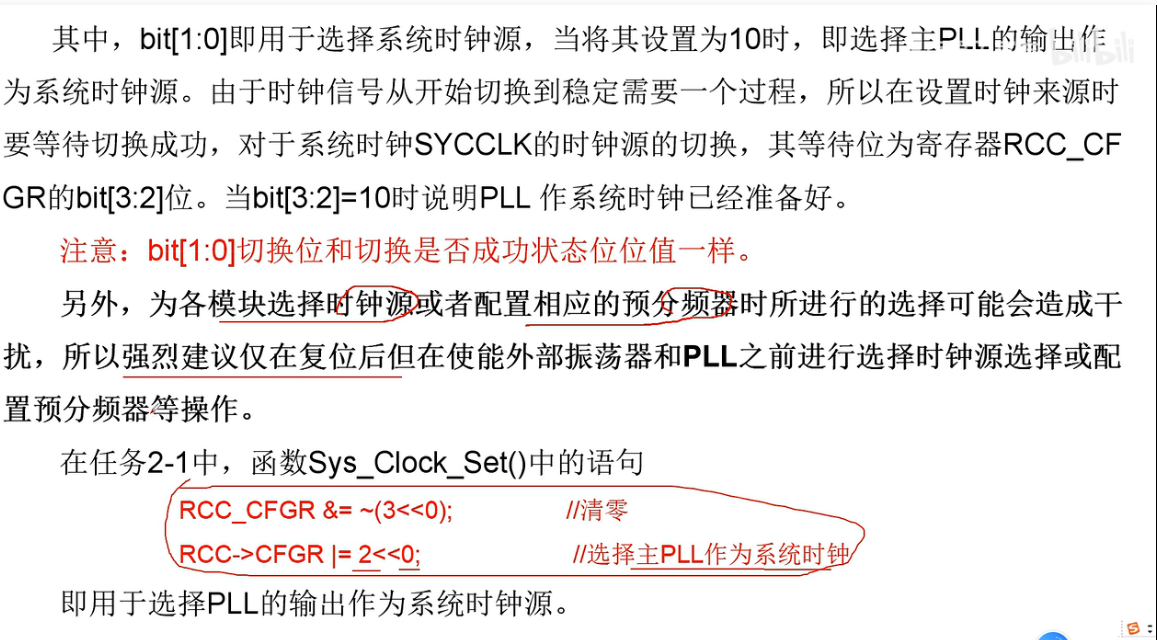 其中，bit[1:0]即用于选择系统时钟源，当将其设置为10时，即选择主PLL的输出作
为系统时钟源。由于时钟信号从开始切换到稳定需要一个过程，所以在设置时钟来源时
要等待切换成功，对于系统时钟SYCCLK的时钟源的切换，其等待位为寄存器RCC_CF
GR的bit[3:2]位。当bit[3:2]=10时说明PLL 作系统时钟已经准备好。
注意：bit[1:0]切换位和切换是否成功状态位位值一样。
另外，为各模块选择时钟源或者配置相应的预分频器时所进行的选择可能会造成干
扰，所以强烈建议仅在复位后但在使能外部振荡器和PLL之前进行选择时钟源选择或配
置预分频器等操作。
在任务2-1中，函数Sys_Clock_Set()中的语句
RCC_CFGR &= ~(3<<0); //清零
RCC->CFGR |= 2<<0; //选择主PLL作为系统时钟
即用于选择PLL的输出作为系统时钟源。
bilibili